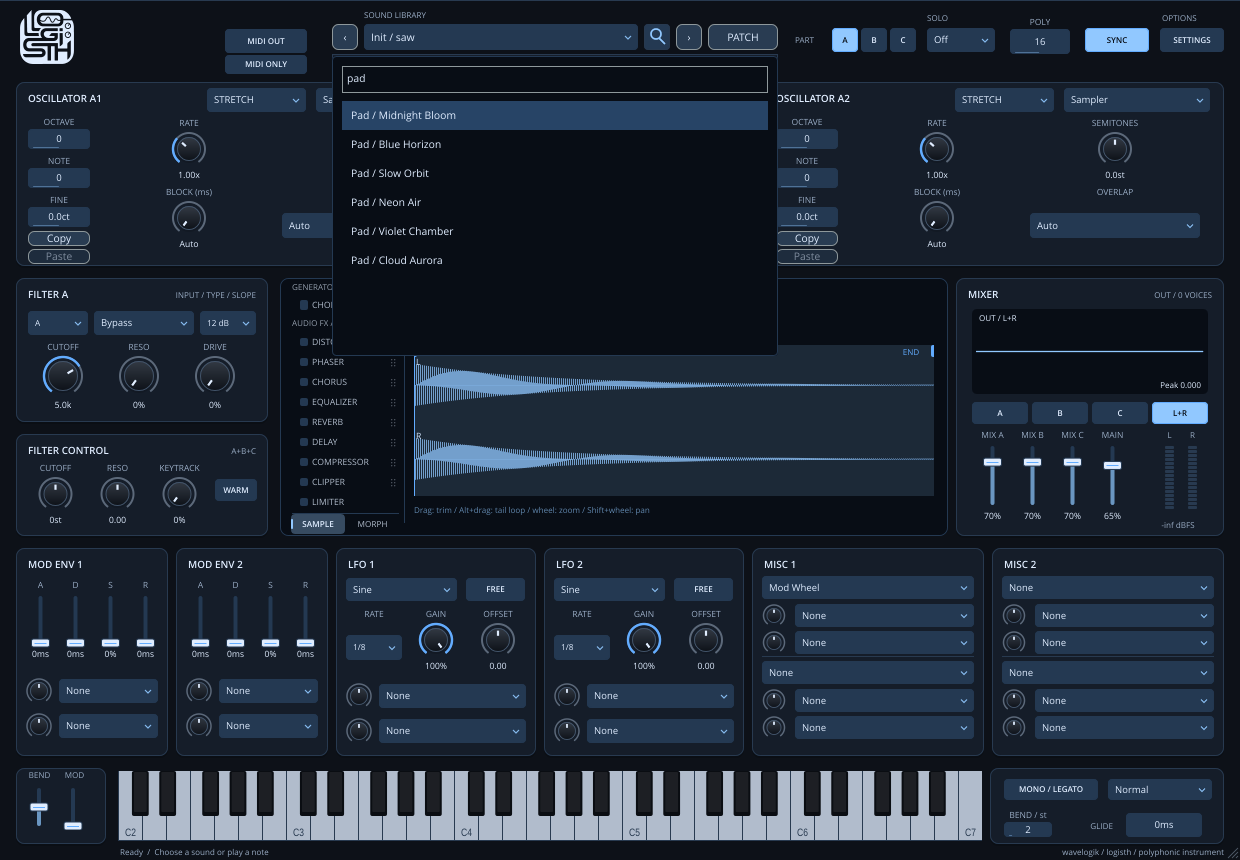 LOGISTH
SOUND LIBRARY
MIDI OUT
MIDI ONLY
‹
Init / saw
›
PATCH
PART
A
B
C
SOLO
Off
POLY
16
SYNC
OPTIONS
SETTINGS
pad
Pad / Midnight Bloom
Pad / Blue Horizon
Pad / Slow Orbit
Pad / Neon Air
Pad / Violet Chamber
Pad / Cloud Aurora
OSCILLATOR A1
STRETCH
Sa
OCTAVE
0
RATE
1.00x
NOTE
0
BLOCK (ms)
Auto
FINE
0.0ct
Auto
Copy
Paste
OSCILLATOR A2
STRETCH
Sampler
OCTAVE
0
RATE
1.00x
SEMITONES
0.0st
NOTE
0
BLOCK (ms)
Auto
OVERLAP
Auto
FINE
0.0ct
Copy
Paste
FILTER A
INPUT / TYPE / SLOPE
A
Bypass
12 dB
CUTOFF
RESO
DRIVE
5.0k
0%
0%
FILTER CONTROL
A+B+C
CUTOFF
RESO
KEYTRACK
WARM
0st
0.00
0%
GENERATO
CHO
AUDIO FX /
DISTO
PHASER
CHORUS
EQUALIZER
REVERB
DELAY
COMPRESSOR
CLIPPER
LIMITER
SAMPLE
MORPH
END
L
R
Drag: trim / Alt+drag: tail loop / wheel: zoom / Shift+wheel: pan
MIXER
OUT / 0 VOICES
OUT / L+R
Peak 0.000
A
B
C
L+R
MIX A
MIX B
MIX C
MAIN
L
R
70%
70%
70%
65%
-inf dBFS
MOD ENV 1
A
D
S
R
0ms
0ms
0%
0ms
None
None
MOD ENV 2
A
D
S
R
0ms
0ms
0%
0ms
None
None
LFO 1
Sine
FREE
RATE
GAIN
OFFSET
1/8
100%
0.00
None
None
LFO 2
Sine
FREE
RATE
GAIN
OFFSET
1/8
100%
0.00
None
None
MISC 1
Mod Wheel
None
None
None
None
None
MISC 2
None
None
None
None
None
None
BEND
MOD
C2
C3
C4
C5
C6
C7
MONO / LEGATO
Normal
BEND / st
2
GLIDE
0ms
Ready / Choose a sound or play a note
wavelogik / logisth / polyphonic instrument